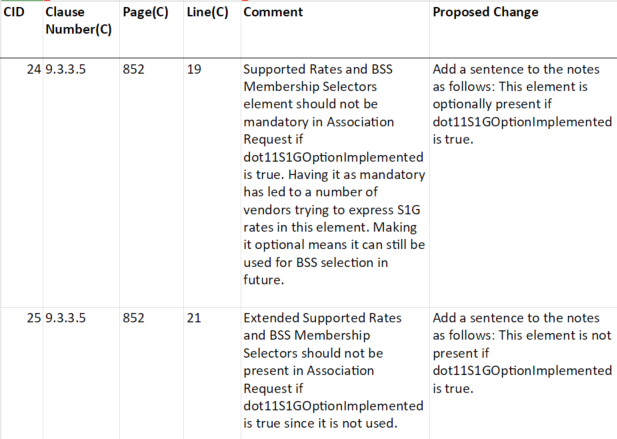 CID Clause Number(C) Page(C) Line(C) Comment Proposed Change
24 9.3.3.5 852 19 Supported Rates and BSS Add a sentence to the notes
Membership Selectors as follows: This element is
element should not be optionally present if
mandatory in Association dot11S1GOptionImplemented
Request if is true.
dot11S1GOptionImplemented
is true. Having it as mandatory
has led to a number of
vendors trying to express S1G
rates in this element. Making
it optional means it can still be
used for BSS selection in
future.
25 9.3.3.5 852 21 Extended Supported Rates Add a sentence to the notes
and BSS Membership as follows: This element is not
Selectors should not be present if
present in Association dot11S1GOptionImplemented
Request if is true.
dot11S1GOptionImplemented
is true since it is not used.